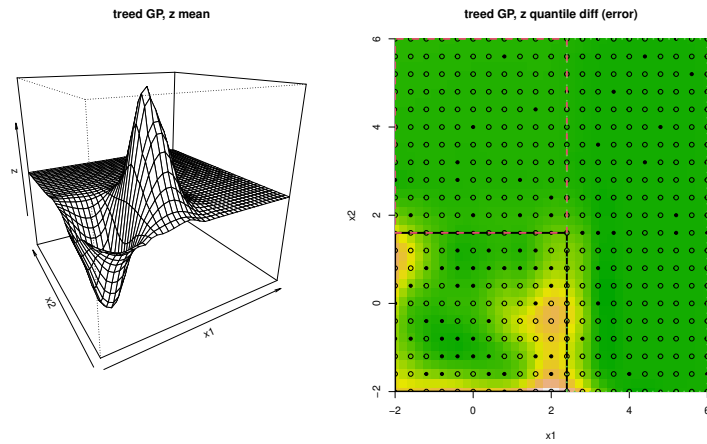 treed GP, z mean
z
x2
x1
treed GP, z quantile diff (error)
6
4
2
0
−2
x2
−2 0 2 4 6
x1